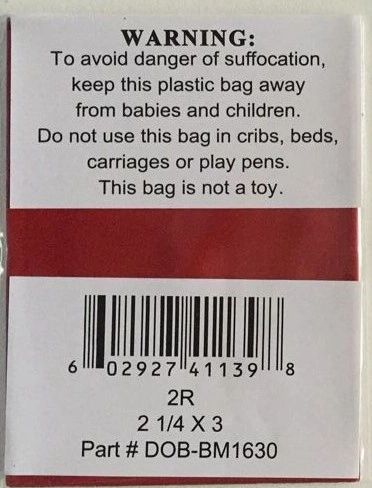 WARNING:
To avoid danger of suffocation,
keep this plastic bag away
from babies and children.
Do not use this bag in cribs, beds,
carriages or play pens.
This bag is not a toy.
6 02927 41139 8
2R
2 1/4 X 3
Part # DOB-BM1630